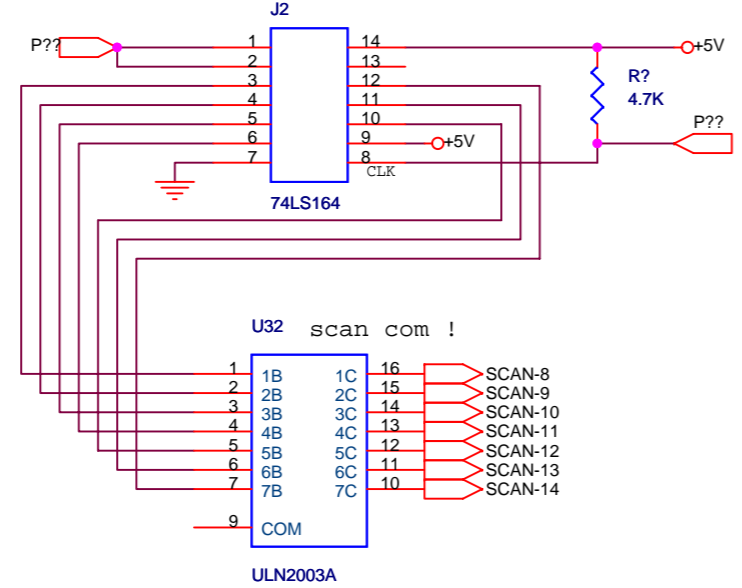 J2
P?? 1 14 +5V
2 13
3 12 R?
4 11 4.7K
5 10 P??
6 9 +5V
7 8
CLK
74LS164
U32 scan com !
1 1B 1C 16 SCAN-8
2 2B 2C 15 SCAN-9
3 3B 3C 14 SCAN-10
4 4B 4C 13 SCAN-11
5 5B 5C 12 SCAN-12
6 6B 6C 11 SCAN-13
7 7B 7C 10 SCAN-14
9 COM
ULN2003A